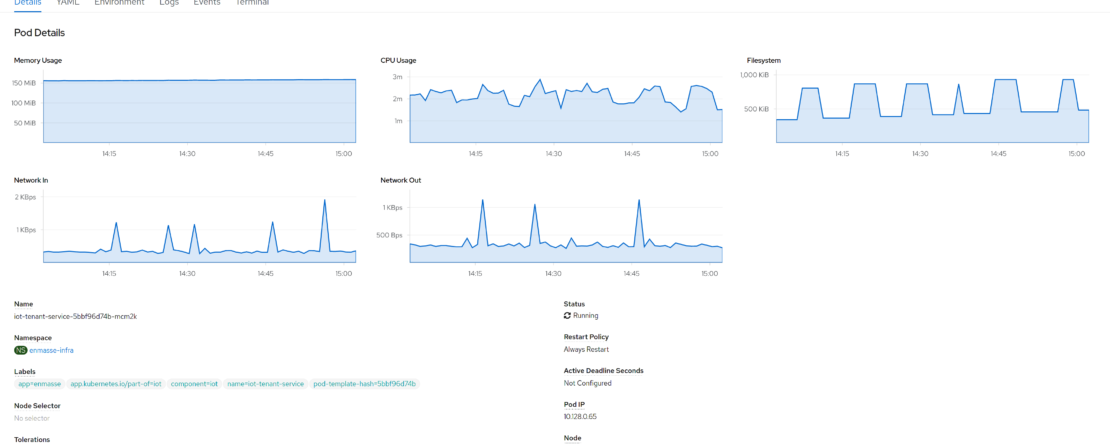 Details YAML Environment Logs Events Terminal
Pod Details
Memory Usage
150 MiB
100 MiB
50 MiB
14:15 14:30 14:45 15:00
CPU Usage
3m
2m
1m
14:15 14:30 14:45 15:00
Filesystem
1,000 KiB
500 KiB
14:15 14:30 14:45 15:00
Network In
2 KBps
1 KBps
14:15 14:30 14:45 15:00
Network Out
1 KBps
500 Bps
14:15 14:30 14:45 15:00
Name
iot-tenant-service-5bbf96d74b-mcm2k
Namespace
NS enmasse-infra
Labels
app=enmasse app.kubernetes.io/part-of=iot component=iot name=iot-tenant-service pod-template-hash=5bbf96d74b
Node Selector
No selector
Tolerations
Status
Running
Restart Policy
Always Restart
Active Deadline Seconds
Not Configured
Pod IP
10.128.0.65
Node